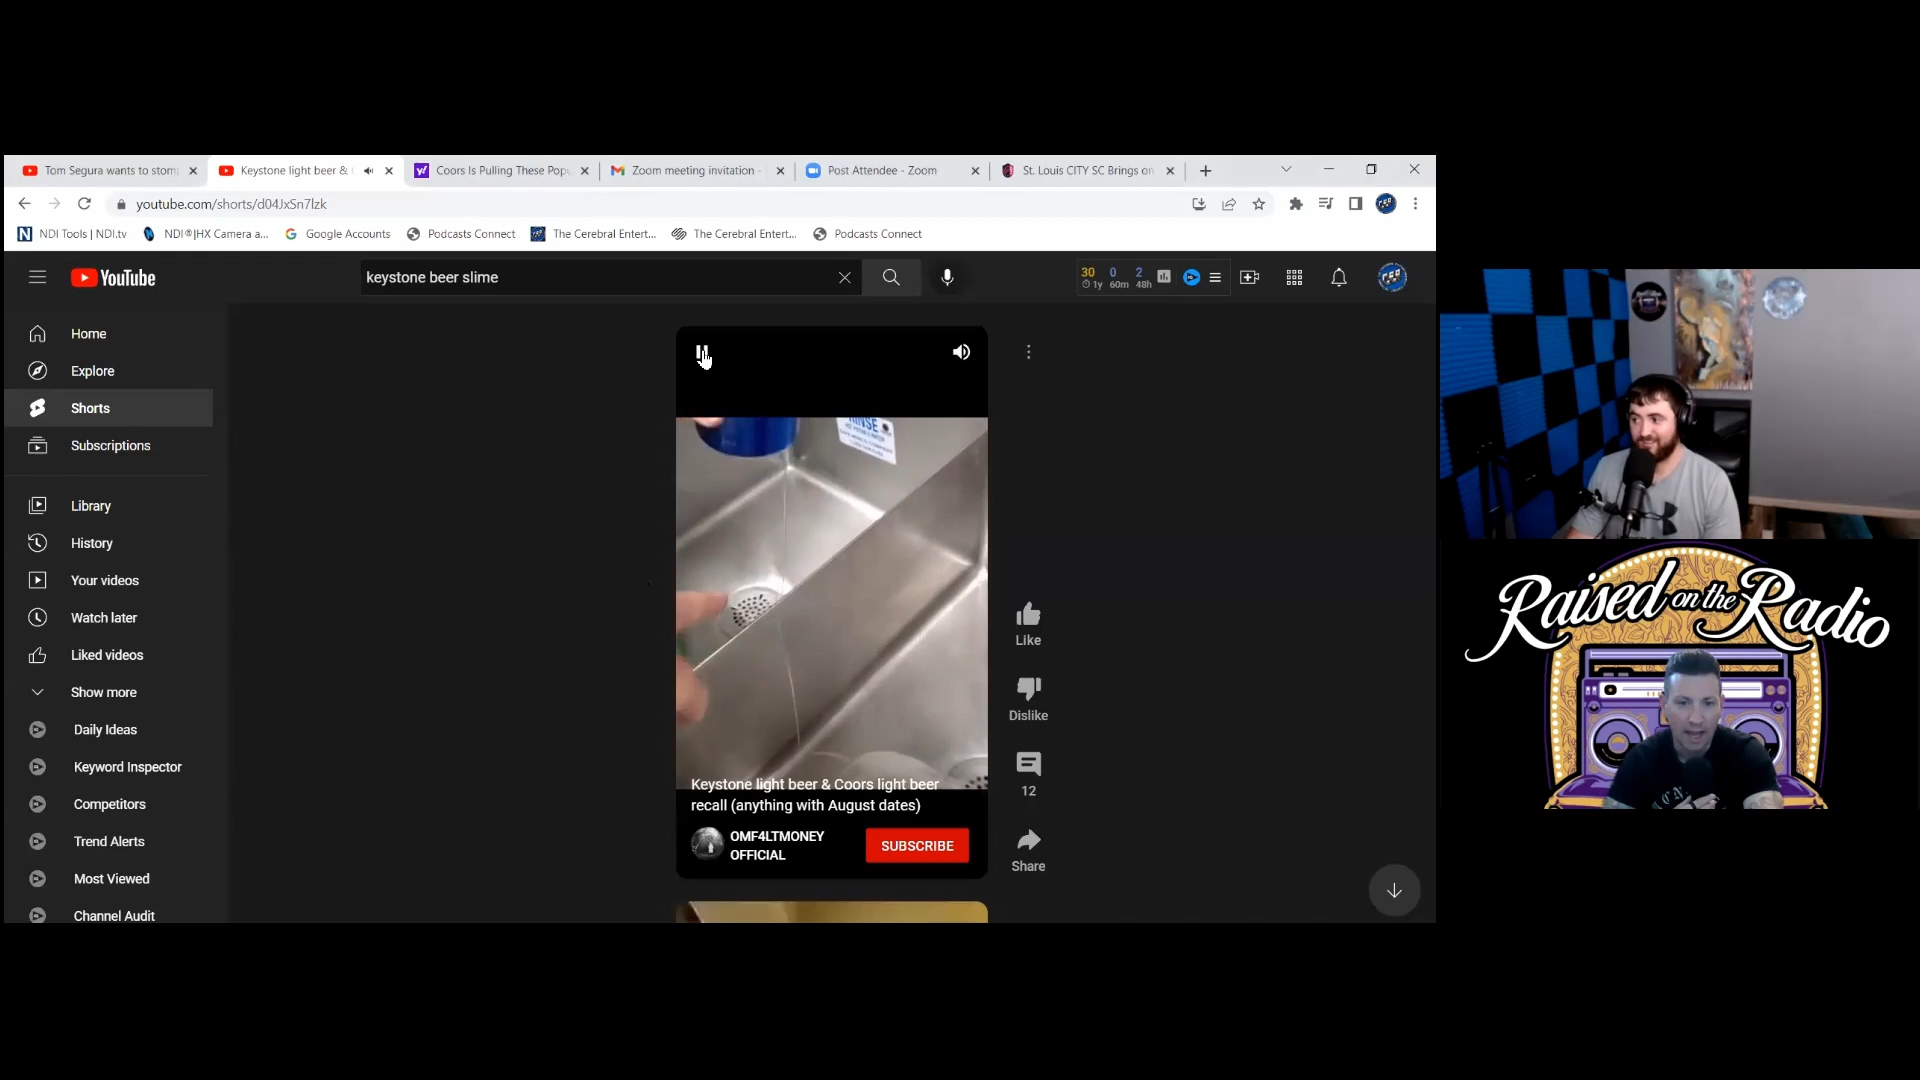 Tom Segura wants to stom
Keystone light beer & C
Coors Is Pulling These Popu
Zoom meeting invitation -
Post Attendee - Zoom
St. Louis CITY SC Brings on
youtube.com/shorts/d04JxSn7lzk
NDI Tools | NDI.tv
NDI®|HX Camera a...
Google Accounts
Podcasts Connect
The Cerebral Entert...
The Cerebral Entert...
Podcasts Connect
YouTube
keystone beer slime
30 0 2
1y 60m 48h
Home
Explore
Shorts
Subscriptions
Library
History
Your videos
Watch later
Liked videos
Show more
Daily Ideas
Keyword Inspector
Competitors
Trend Alerts
Most Viewed
Channel Audit
RINSE
Keystone light beer & Coors light beer
recall (anything with August dates)
OMF4LTMONEY
OFFICIAL
SUBSCRIBE
Like
Dislike
12
Share
Raised on the Radio